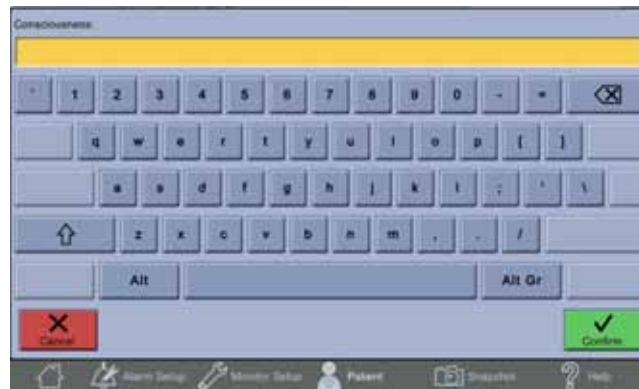 Consciousness:
` 1 2 3 4 5 6 7 8 9 0 - =
q w e r t y u i o p [ ]
a s d f g h j k l ; ' \
z x c v b n m , . /
Alt Alt Gr
Cancel Confirm
Alarm Setup Monitor Setup Patient Snapshot Help